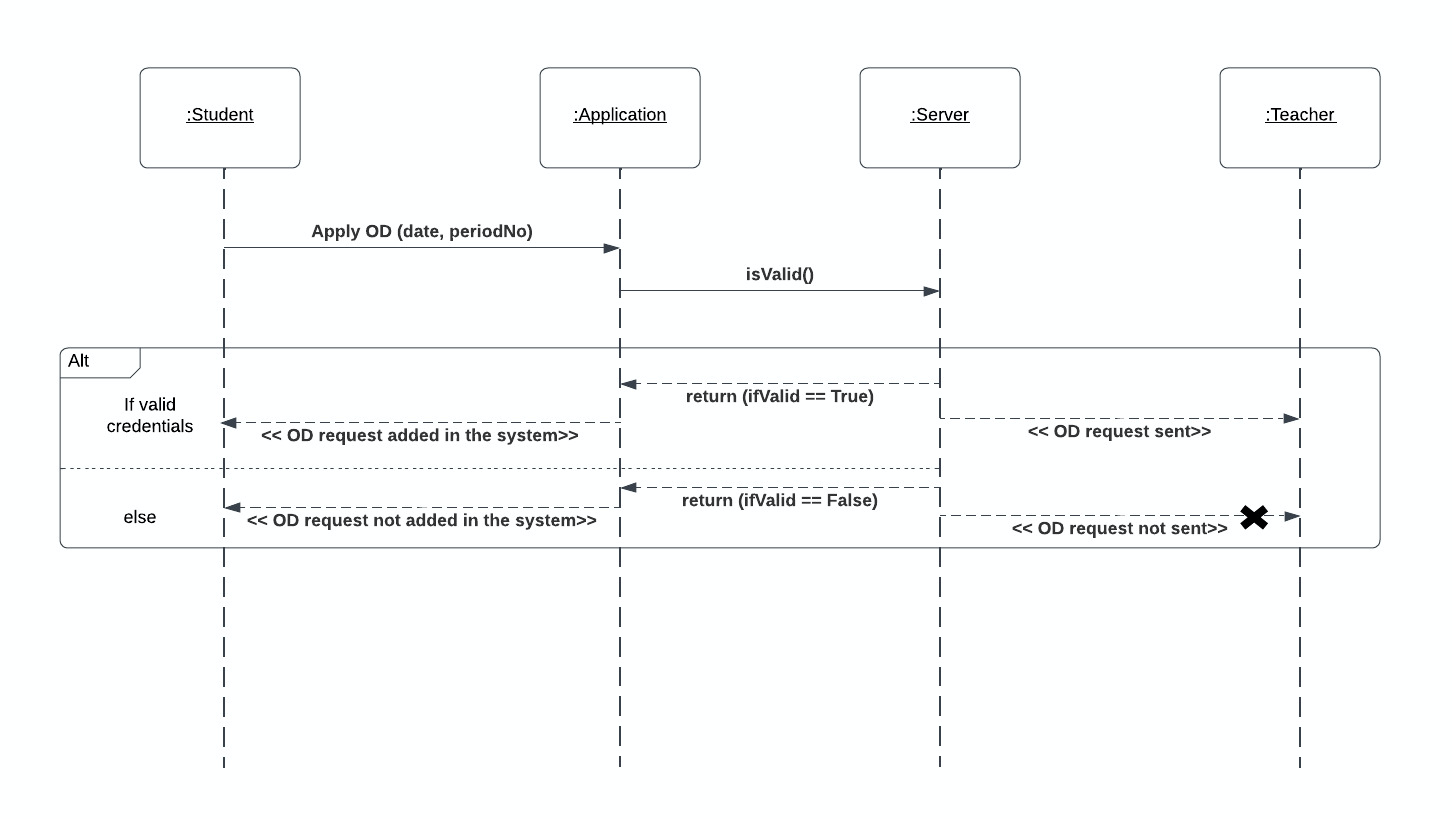 :Student
:Application
:Server
:Teacher
Apply OD (date, periodNo)
isValid()
Alt
return (ifValid == True)
If valid
credentials
<< OD request added in the system>>
<< OD request sent>>
return (ifValid == False)
else
<< OD request not added in the system>>
<< OD request not sent>>